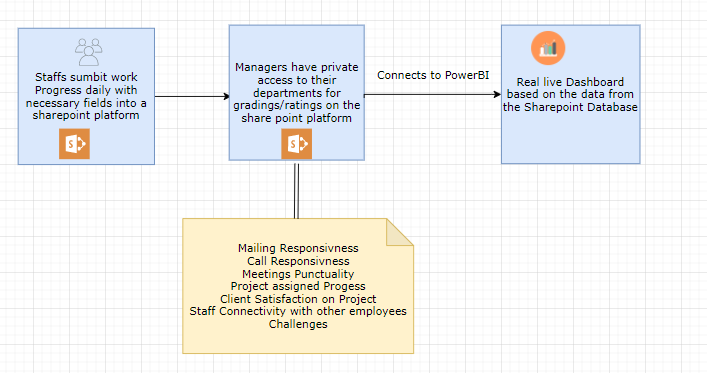 Staffs sumbit work
Progress daily with
necessary fields into a
sharepoint platform
Managers have private
access to their
departments for
gradings/ratings on the
share point platform
Connects to PowerBI
Real live Dashboard
based on the data from
the Sharepoint Database
Mailing Responsivness
Call Responsivness
Meetings Punctuality
Project assigned Progess
Client Satisfaction on Project
Staff Connectivity with other employees
Challenges